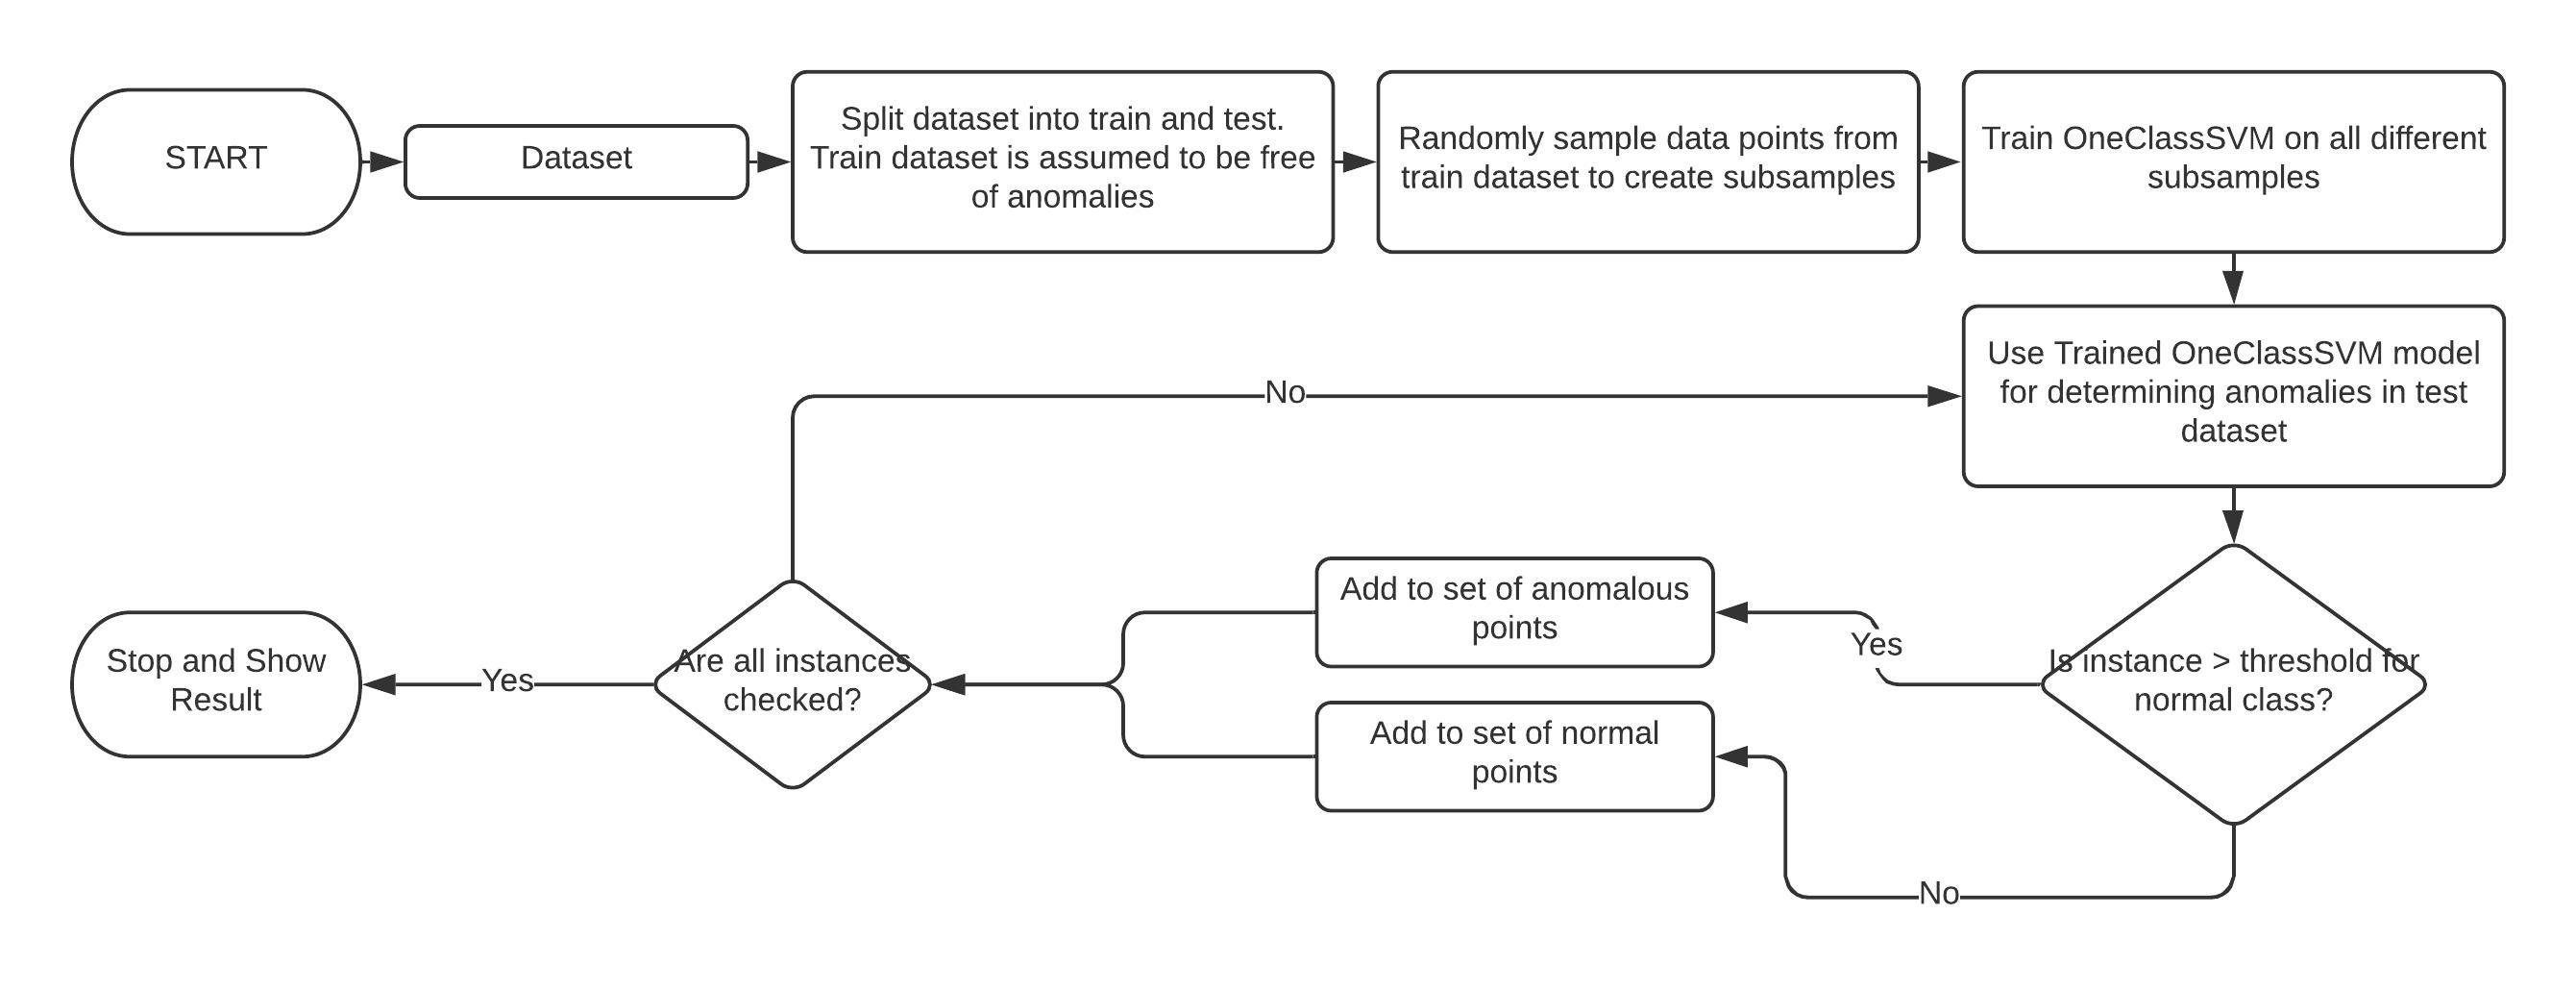 START
Dataset
Split dataset into train and test.
Train dataset is assumed to be free
of anomalies
Randomly sample data points from
train dataset to create subsamples
Train OneClassSVM on all different
subsamples
Use Trained OneClassSVM model
for determining anomalies in test
dataset
No
Is instance > threshold for
normal class?
Yes
No
Add to set of anomalous
points
Add to set of normal
points
Are all instances
checked?
Yes
Stop and Show
Result